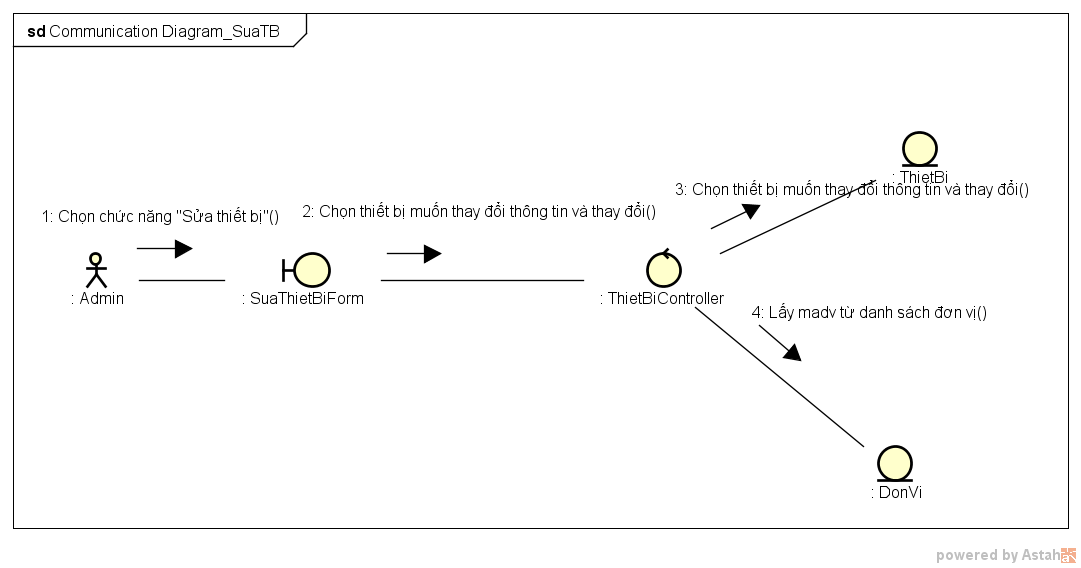 sd Communication Diagram_SuaTB
: ThietBi
3: Chọn thiết bị muốn thay đổi thông tin và thay đổi()
1: Chọn chức năng "Sửa thiết bị"()
2: Chọn thiết bị muốn thay đổi thông tin và thay đổi()
: Admin
: SuaThietBiForm
: ThietBiController
4: Lấy madv từ danh sách đơn vị()
: DonVi
powered by Astah